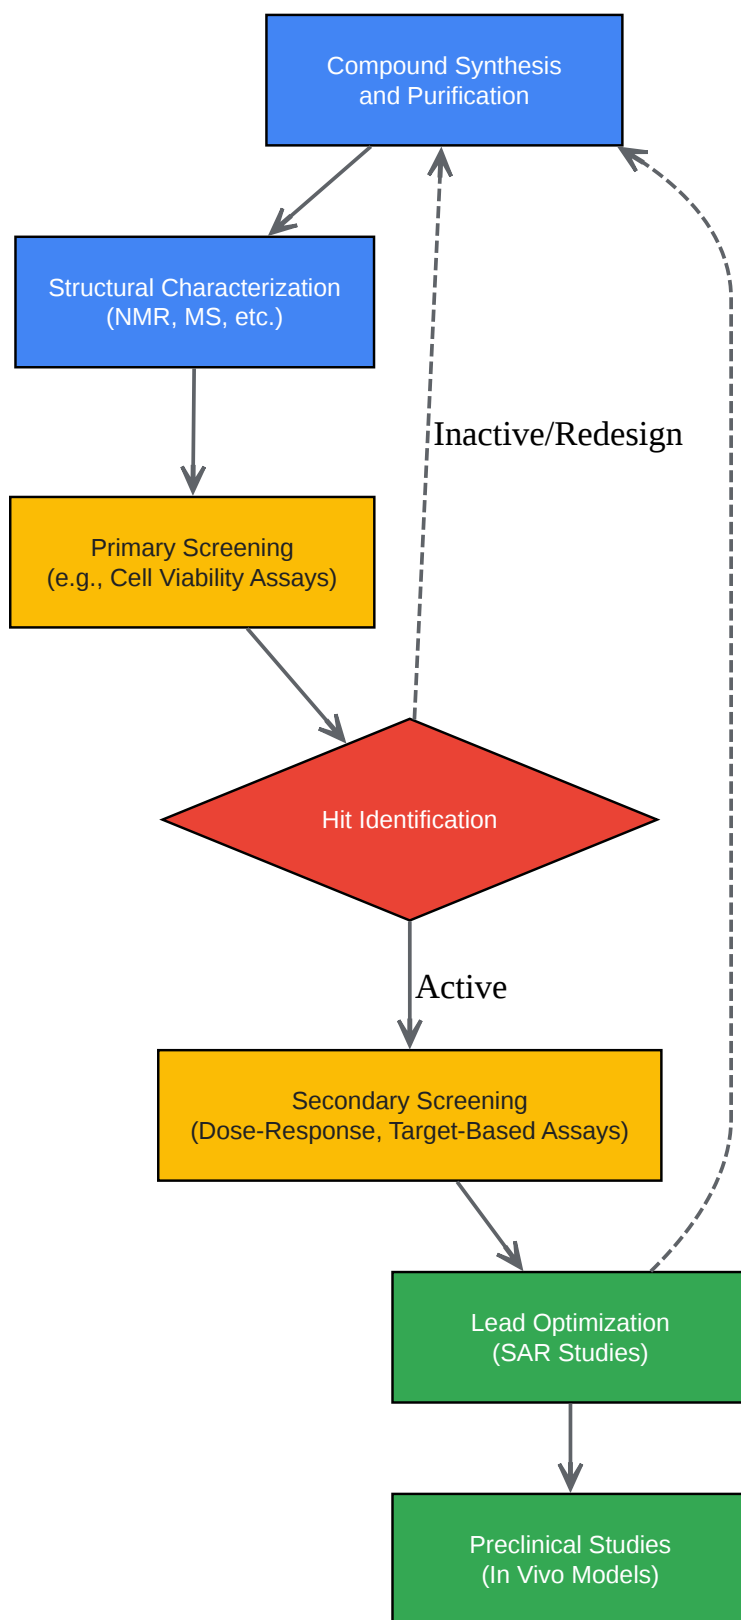 Compound Synthesis
and Purification
Structural Characterization
(NMR, MS, etc.)
Inactive/Redesign
Primary Screening
(e.g., Cell Viability Assays)
Hit Identification
Active
Secondary Screening
(Dose-Response, Target-Based Assays)
Lead Optimization
(SAR Studies)
Preclinical Studies
(In Vivo Models)